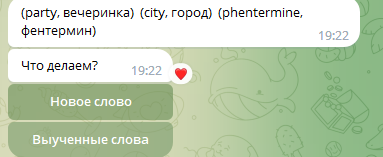 (party, вечеринка) (city, город) (phentermine,
фентермин)
19:22
Что делаем?
19:22
Новое слово
Выученные слова